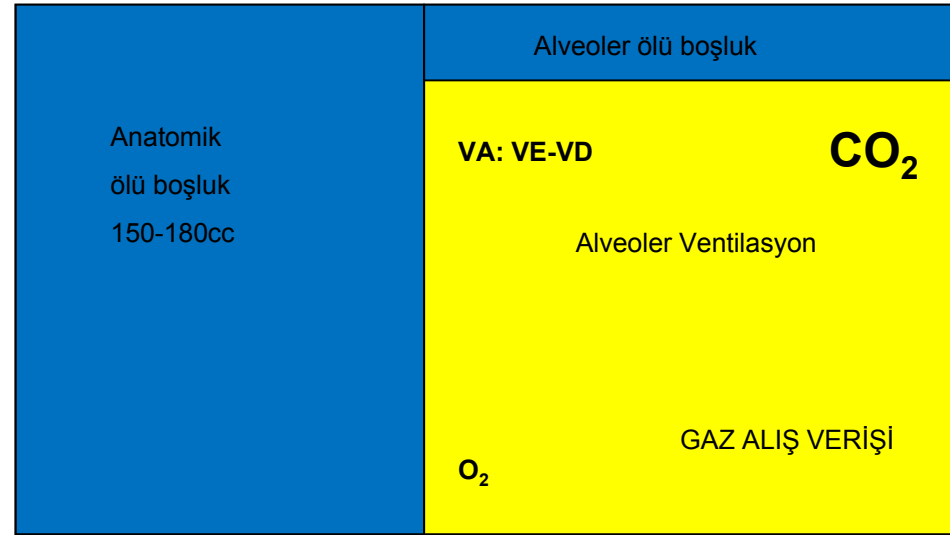 Alveoler ölü boşluk
Anatomik
ölü boşluk
150-180cc
VA: VE-VD
CO₂
Alveoler Ventilasyon
GAZ ALIŞ VERİŞİ
O₂